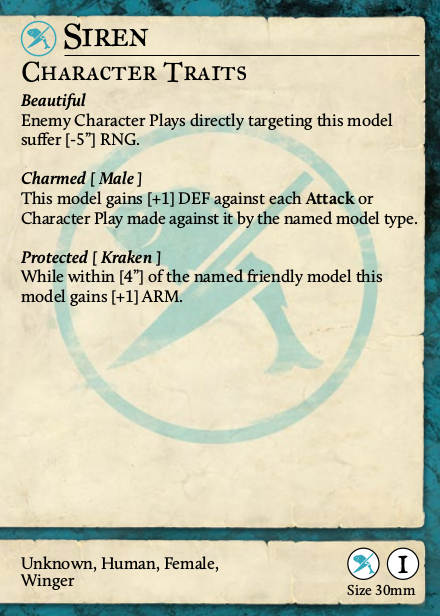 Siren
Character Traits
Beautiful
Enemy Character Plays directly targeting this model
suffer [-5”] RNG.
Charmed [ Male ]
This model gains [+1] DEF against each Attack or
Character Play made against it by the named model type.
Protected [ Kraken ]
While within [4”] of the named friendly model this
model gains [+1] ARM.
Unknown, Human, Female,
Winger
I
Size 30mm